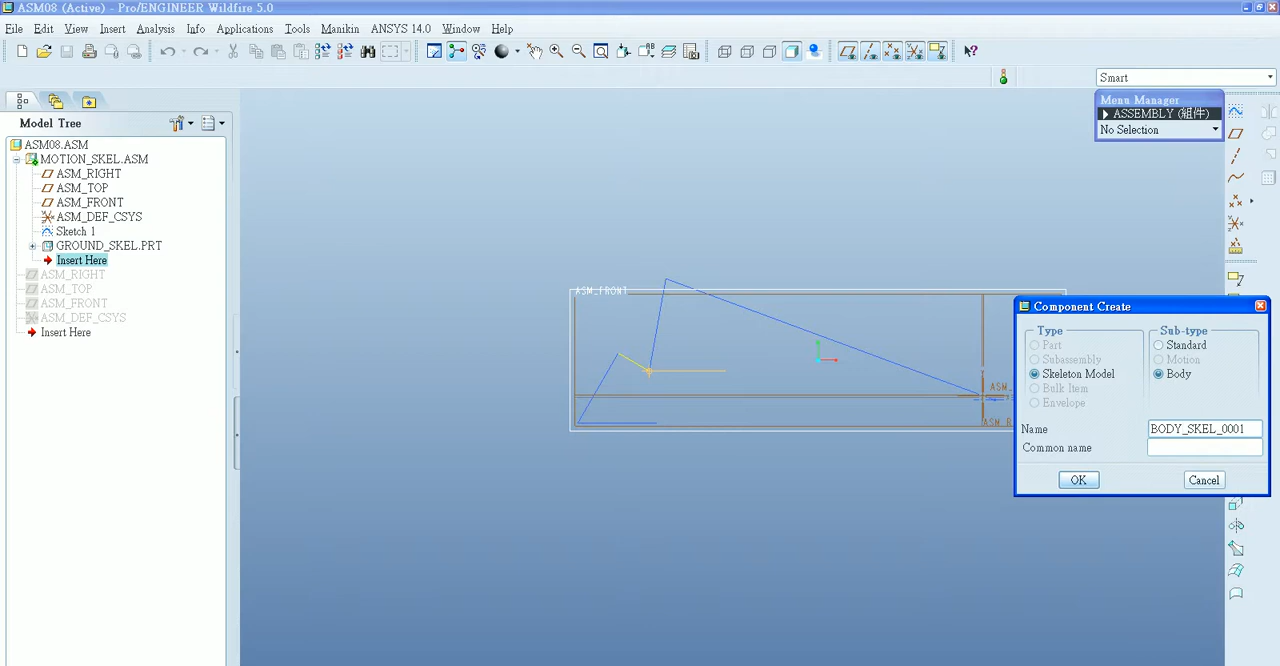 ASM08 (Active) - Pro/ENGINEER Wildfire 5.0
File Edit View Insert Analysis Info Applications Tools Manikin ANSYS 14.0 Window Help
Smart
Menu Manager
ASSEMBLY (組件)
No Selection
Model Tree
ASM08.ASM
MOTION_SKEL.ASM
ASM_RIGHT
ASM_TOP
ASM_FRONT
ASM_DEF_CSYS
Sketch 1
GROUND_SKEL.PRT
Insert Here
ASM_RIGHT
ASM_TOP
ASM_FRONT
ASM_DEF_CSYS
Insert Here
ASM_FRONT
Component Create
Type
Part
Subassembly
Skeleton Model
Bulk Item
Envelope
Sub-type
Standard
Motion
Body
Name BODY_SKEL_0001
Common name
OK Cancel